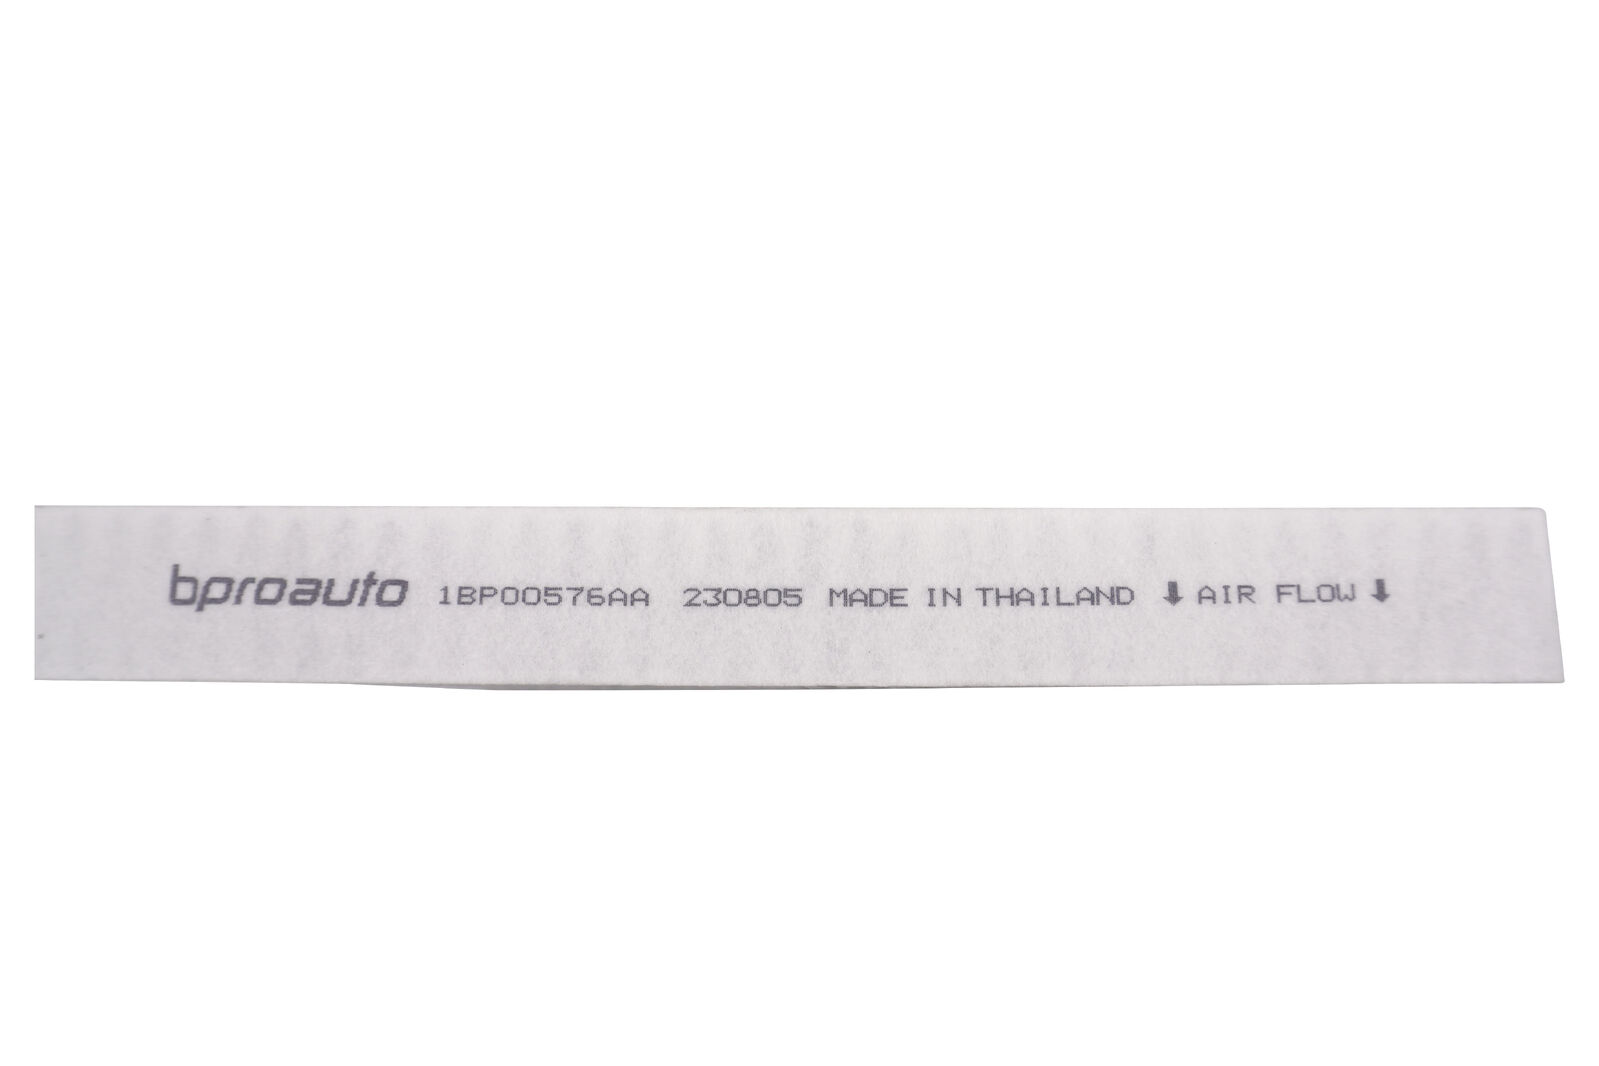 bproauto 1BP00576AA 230805 MADE IN THAILAND ⬇ AIR FLOW ⬇